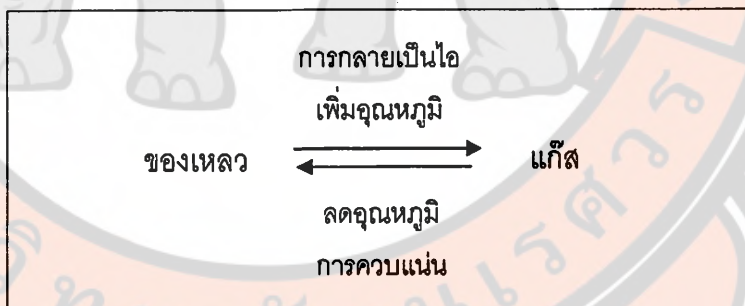 การกลายเป็นไอ
เพิ่มอุณหภูมิ
ของเหลว แก๊ส
ลดอุณหภูมิ
การควบแน่น